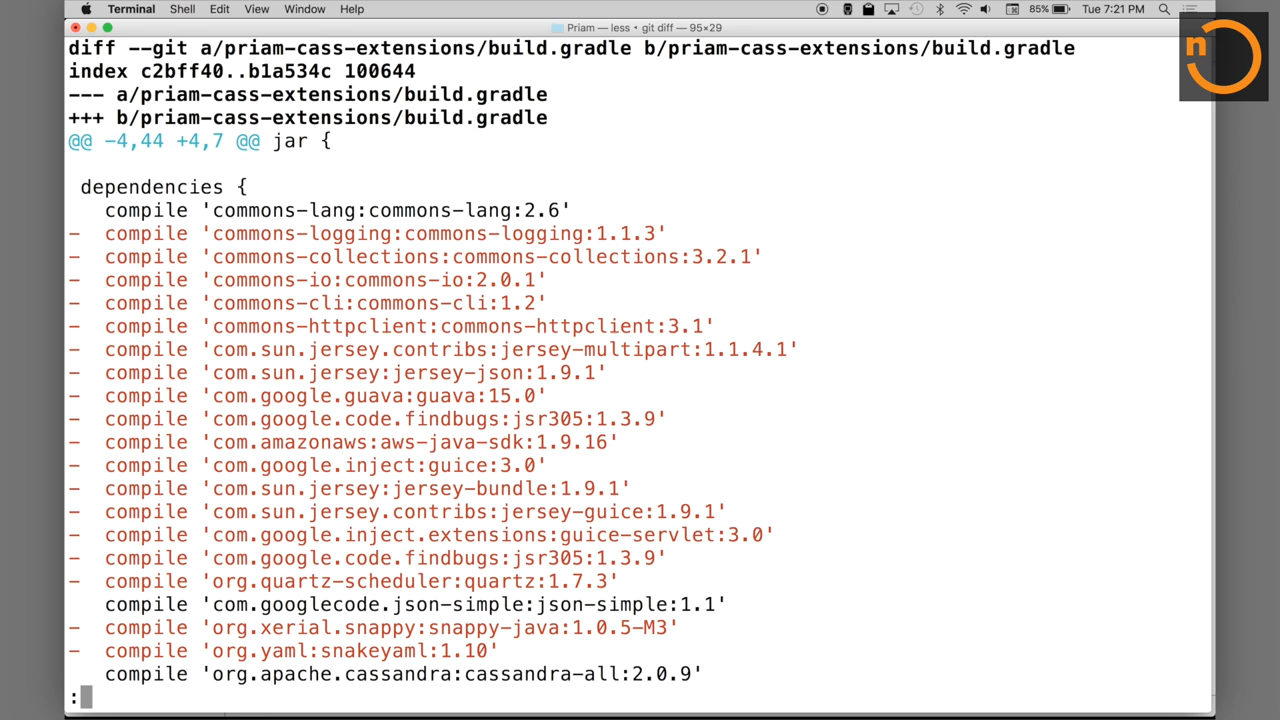 Terminal Shell Edit View Window Help 85% Tue 7:21 PM
Priam — less • git diff — 95×29
n
diff --git a/priam-cass-extensions/build.gradle b/priam-cass-extensions/build.gradle
index c2bff40..b1a534c 100644
--- a/priam-cass-extensions/build.gradle
+++ b/priam-cass-extensions/build.gradle
@@ -4,44 +4,7 @@ jar {
dependencies {
compile 'commons-lang:commons-lang:2.6'
- compile 'commons-logging:commons-logging:1.1.3'
- compile 'commons-collections:commons-collections:3.2.1'
- compile 'commons-io:commons-io:2.0.1'
- compile 'commons-cli:commons-cli:1.2'
- compile 'commons-httpclient:commons-httpclient:3.1'
- compile 'com.sun.jersey.contribs:jersey-multipart:1.1.4.1'
- compile 'com.sun.jersey:jersey-json:1.9.1'
- compile 'com.google.guava:guava:15.0'
- compile 'com.google.code.findbugs:jsr305:1.3.9'
- compile 'com.amazonaws:aws-java-sdk:1.9.16'
- compile 'com.google.inject:guice:3.0'
- compile 'com.sun.jersey:jersey-bundle:1.9.1'
- compile 'com.sun.jersey.contribs:jersey-guice:1.9.1'
- compile 'com.google.inject.extensions:guice-servlet:3.0'
- compile 'com.google.code.findbugs:jsr305:1.3.9'
- compile 'org.quartz-scheduler:quartz:1.7.3'
compile 'com.googlecode.json-simple:json-simple:1.1'
- compile 'org.xerial.snappy:snappy-java:1.0.5-M3'
- compile 'org.yaml:snakeyaml:1.10'
compile 'org.apache.cassandra:cassandra-all:2.0.9'
: